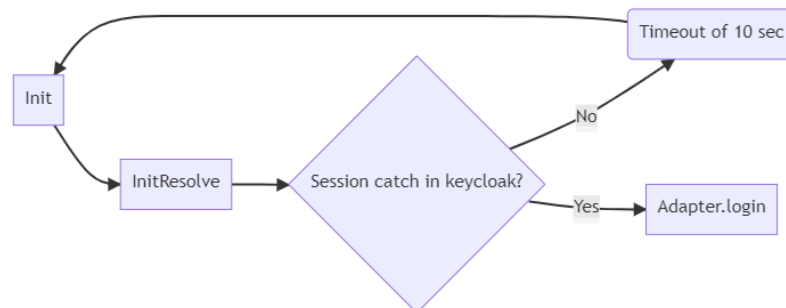 Timeout of 10 sec
Init
No
InitResolve
Session catch in keycloak?
Yes
Adapter.login